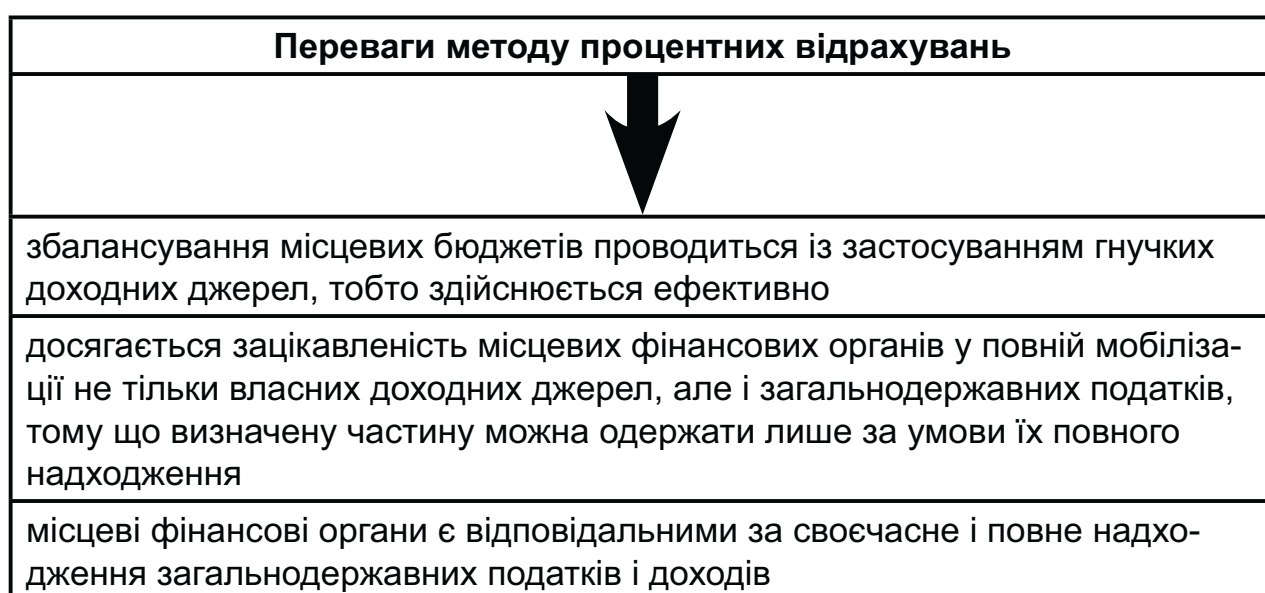 Переваги методу процентних відрахувань
збалансування місцевих бюджетів проводиться із застосуванням гнучких
доходних джерел, тобто здійснюється ефективно
досягається зацікавленість місцевих фінансових органів у повній мобіліза-
ції не тільки власних доходних джерел, але і загальнодержавних податків,
тому що визначену частину можна одержати лише за умови їх повного
надходження
місцеві фінансові органи є відповідальними за своєчасне і повне надхо-
дження загальнодержавних податків і доходів